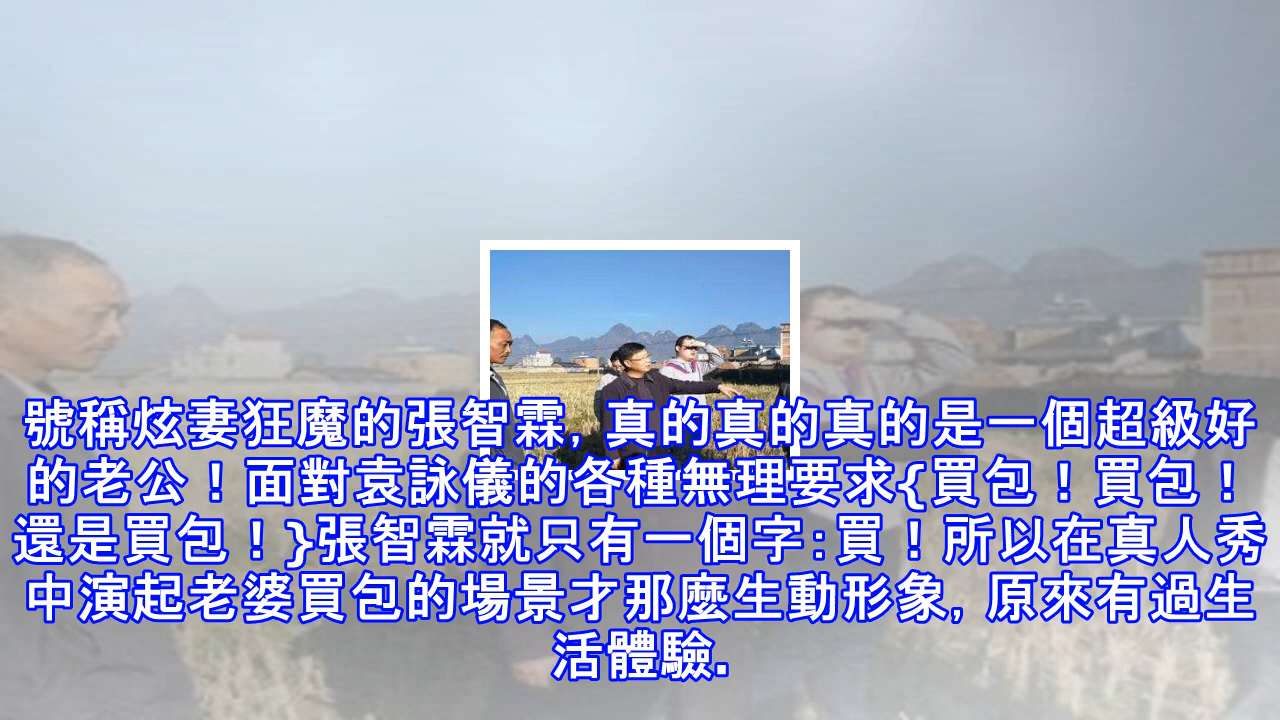 號稱炫妻狂魔的張智霖,真的真的真的是一個超級好
的老公！面對袁詠儀的各種無理要求{買包！買包！
還是買包！}張智霖就只有一個字:買！所以在真人秀
中演起老婆買包的場景才那麼生動形象,原來有過生
活體驗.